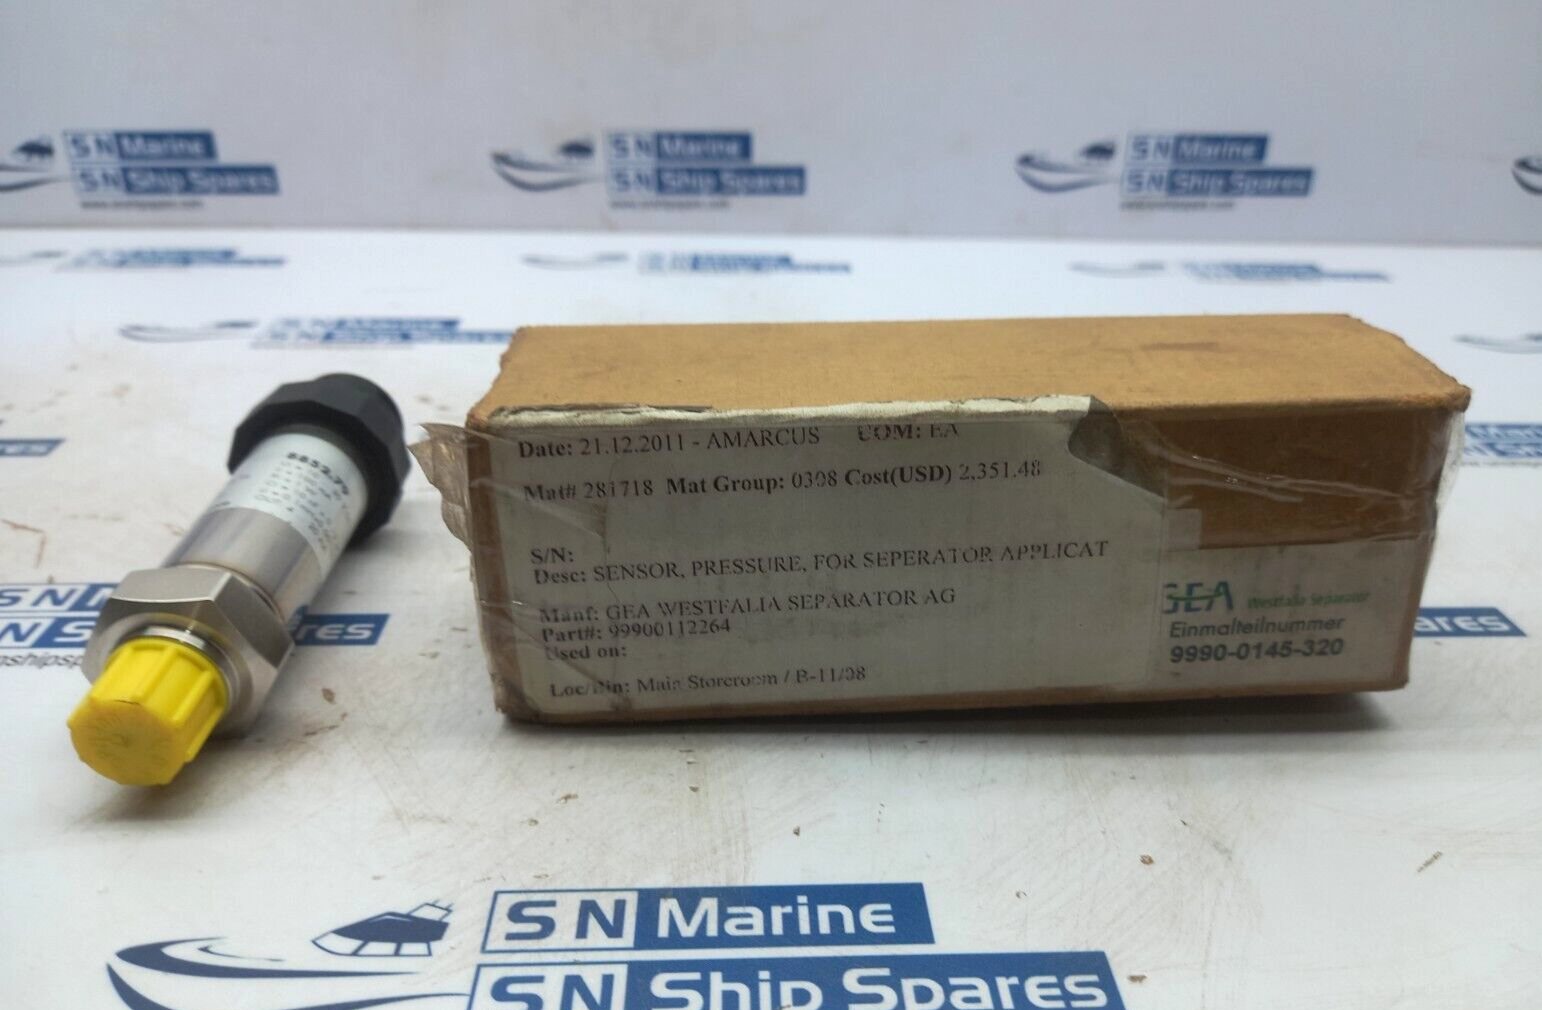 SN Marine
SN Ship Spares
SN Marine
SN Ship Spares
SN Marine
SN Ship Spares
8852.79
Date: 21.12.2011 - AMARCUS UOM: EA
Mat# 281718 Mat Group: 0308 Cost(USD) 2,351.48
S/N:
Desc: SENSOR, PRESSURE, FOR SEPERATOR APPLICAT
Manf: GEA WESTFALIA SEPARATOR AG
Part#: 99900112264
Used on:
Loc/Bin: Main Storeroom / B-11/08
GEA Westfalia Separator
Einmalteilnummer
9990-0145-320
SN Marine
SN Ship Spares